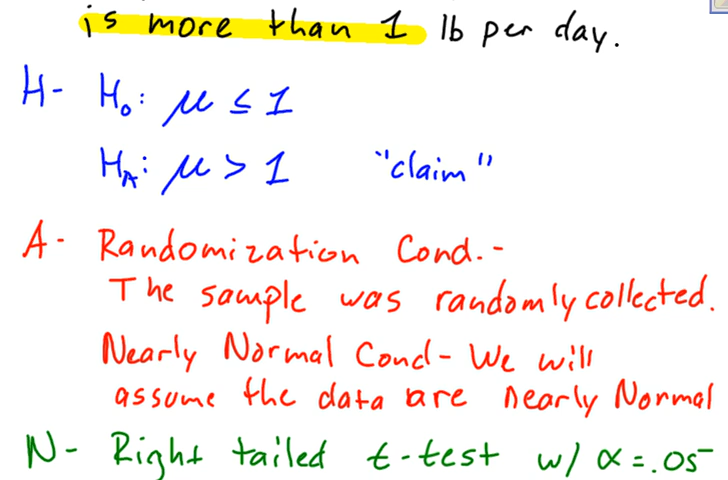 is more than 1 lb per day.
H- H₀: μ ≤ 1
H_A: μ > 1 "claim"
A- Randomization Cond.-
The sample was randomly collected.
Nearly Normal Cond- We will
assume the data are nearly Normal
N- Right tailed t-test w/ α=.05